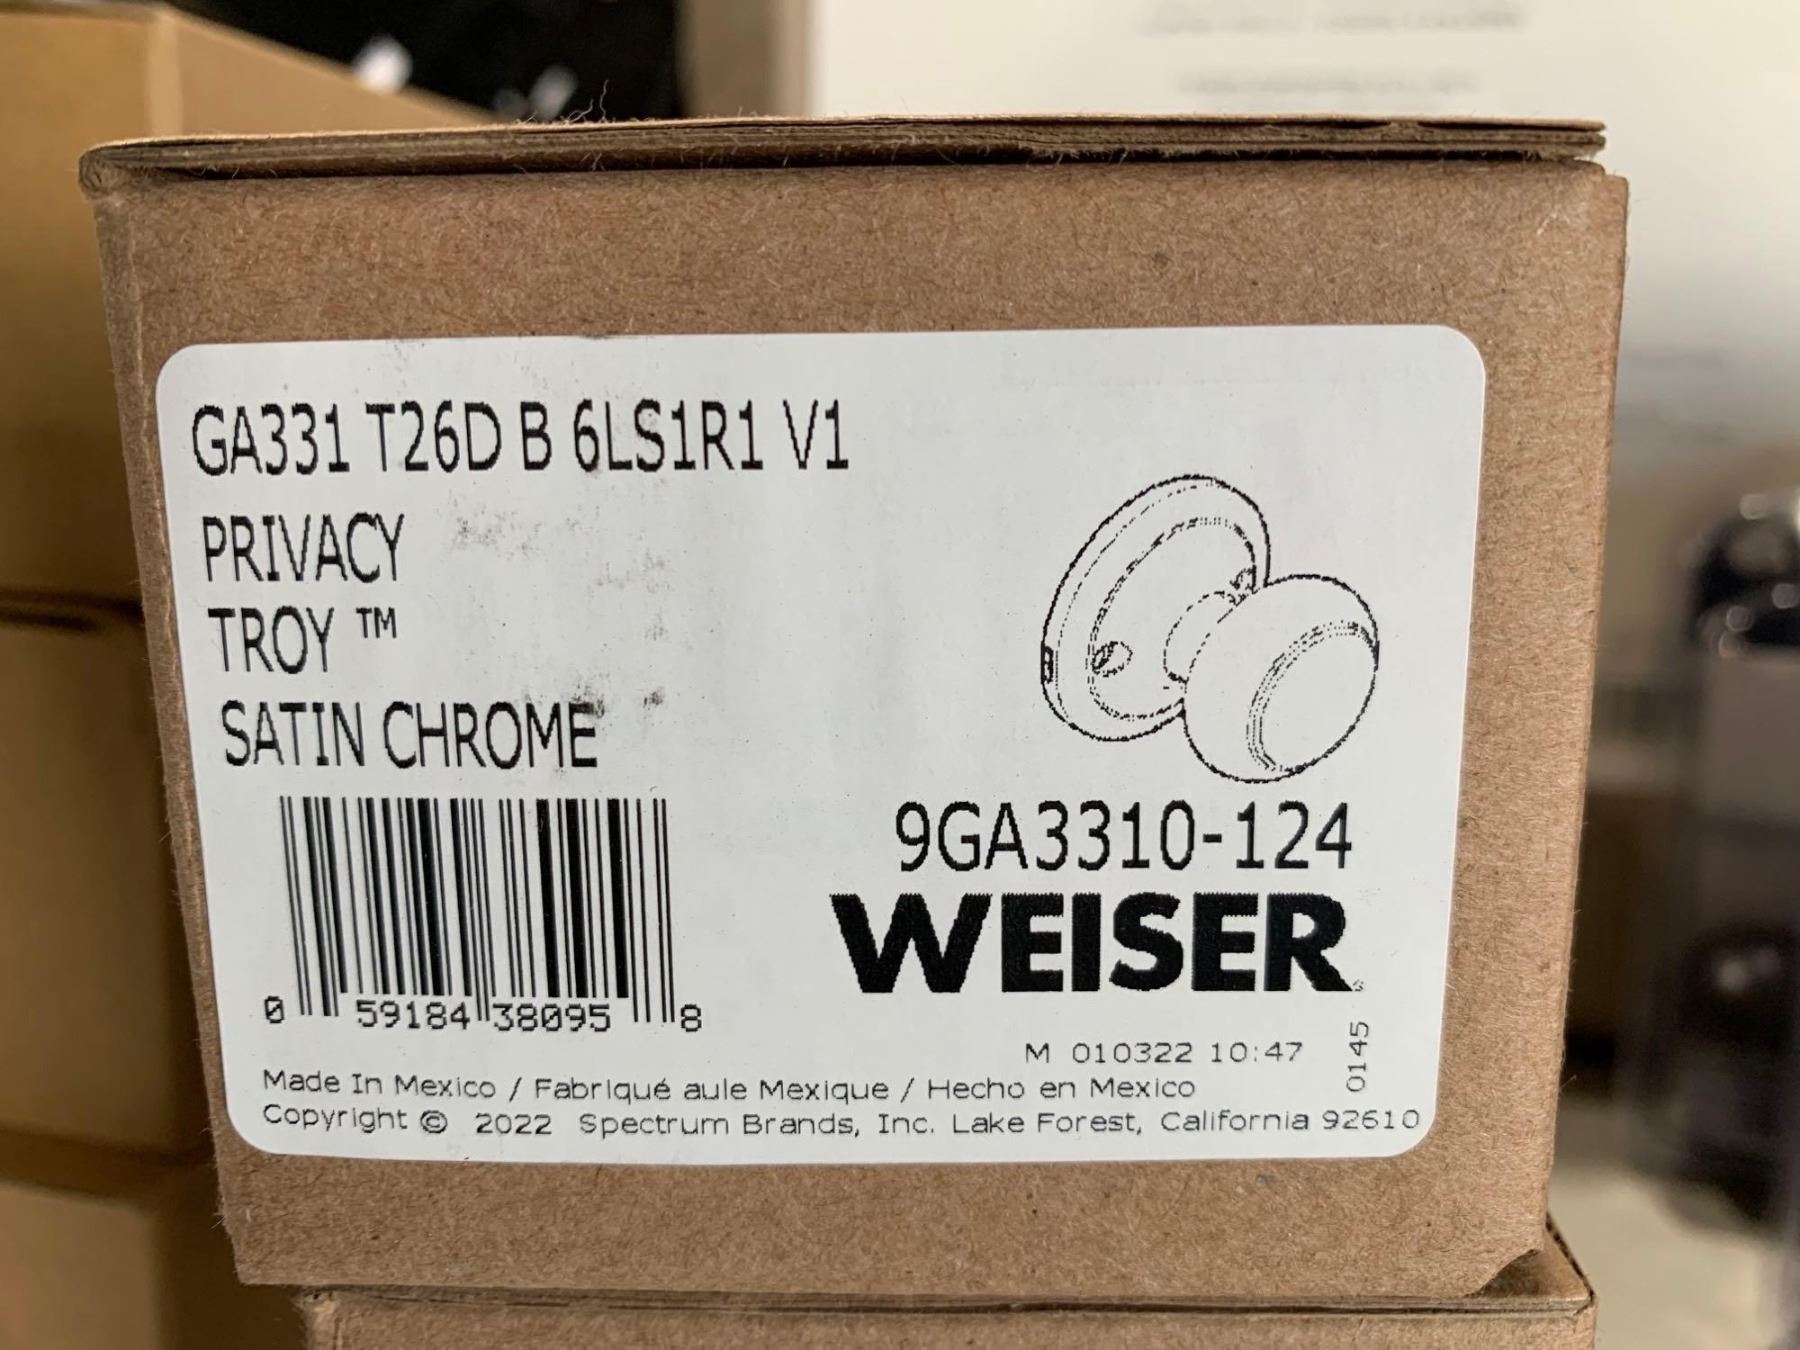 GA331 T26D B 6LS1R1 V1
PRIVACY
TROY ™
SATIN CHROME
0 59184 38095 8
9GA3310-124
WEISER
M 010322 10:47
0145
Made In Mexico / Fabriqué aule Mexique / Hecho en Mexico
Copyright © 2022 Spectrum Brands, Inc. Lake Forest, California 92610